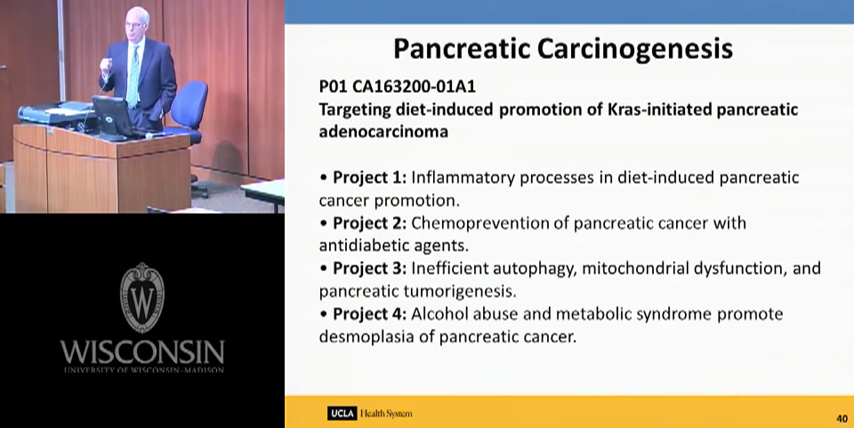 Pancreatic Carcinogenesis
P01 CA163200-01A1
Targeting diet-induced promotion of Kras-initiated pancreatic
adenocarcinoma
• Project 1: Inflammatory processes in diet-induced pancreatic
cancer promotion.
• Project 2: Chemoprevention of pancreatic cancer with
antidiabetic agents.
• Project 3: Inefficient autophagy, mitochondrial dysfunction, and
pancreatic tumorigenesis.
• Project 4: Alcohol abuse and metabolic syndrome promote
desmoplasia of pancreatic cancer.
W
WISCONSIN
UNIVERSITY OF WISCONSIN–MADISON
UCLA Health System
40